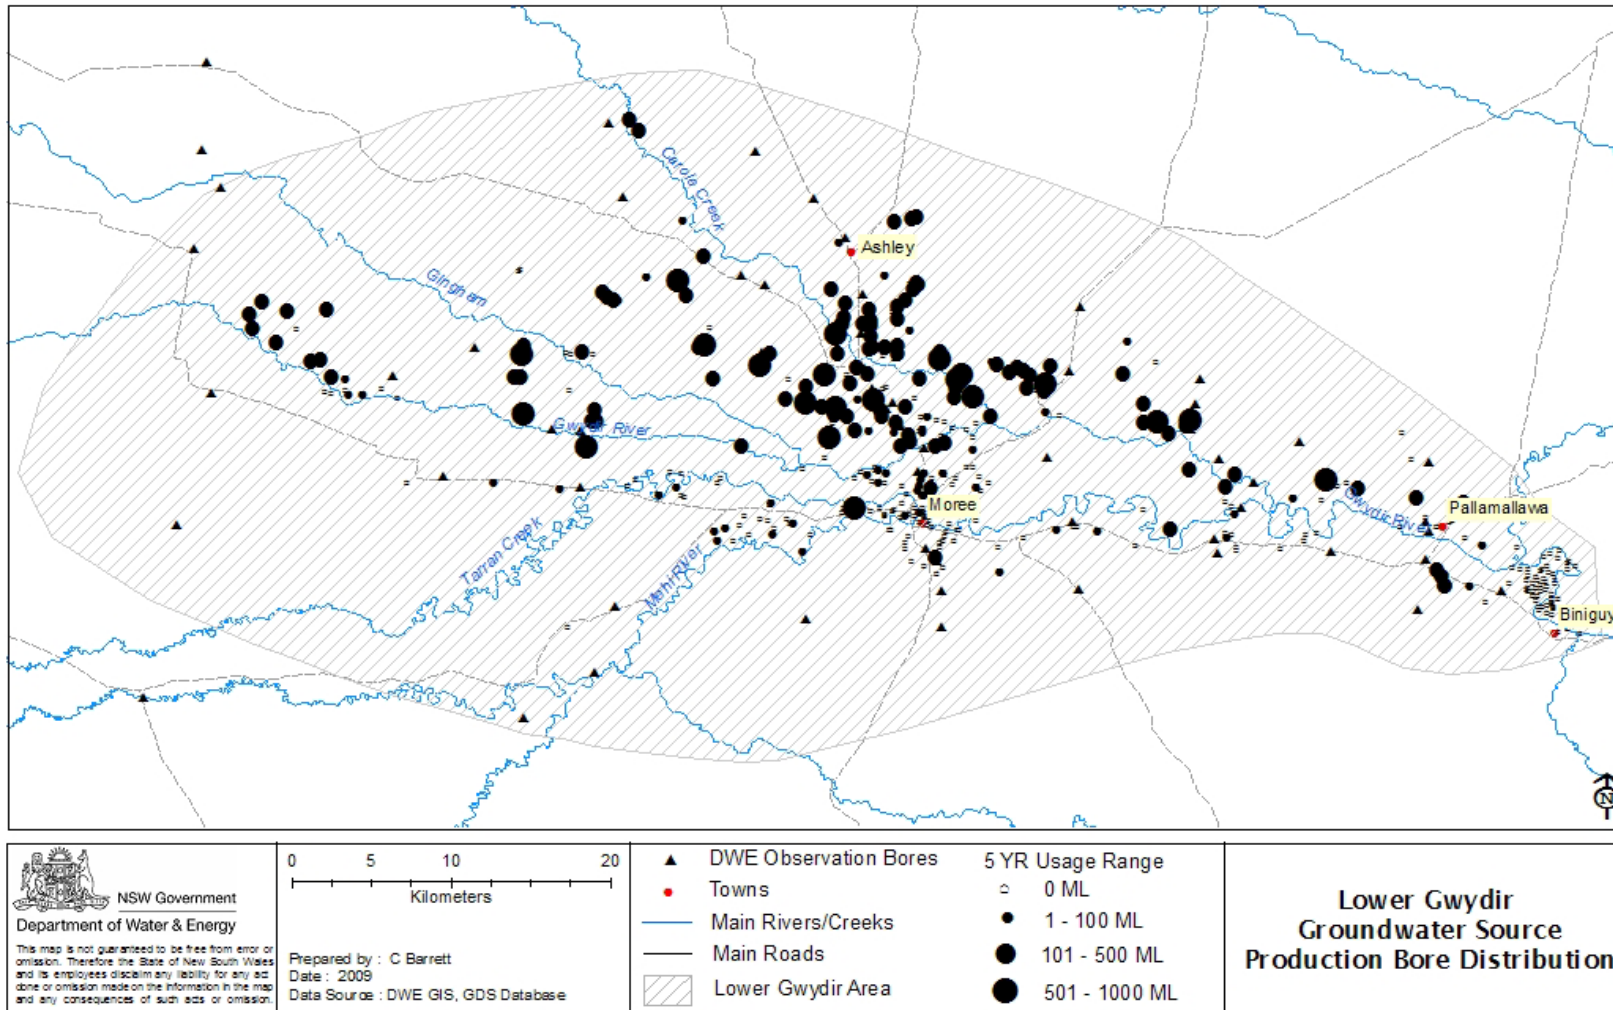 Carole Creek
Ashley
Gingham
Gwydir River
Moree
Gwydir River
Pallamallawa
Tarran Creek
Mehi River
Biniguy
N
NSW Government
Department of Water & Energy
This map is not guaranteed to be free from error or
omission. Therefore the State of New South Wales
and its employees disclaim any liability for any act
done or omission made on the information in the map
and any consequences of such acts or omission.
0 5 10 20
Kilometers
Prepared by : C Barrett
Date : 2009
Data Source : DWE GIS, GDS Database
DWE Observation Bores
Towns
Main Rivers/Creeks
Main Roads
Lower Gwydir Area
5 YR Usage Range
0 ML
1 - 100 ML
101 - 500 ML
501 - 1000 ML
Lower Gwydir
Groundwater Source
Production Bore Distribution